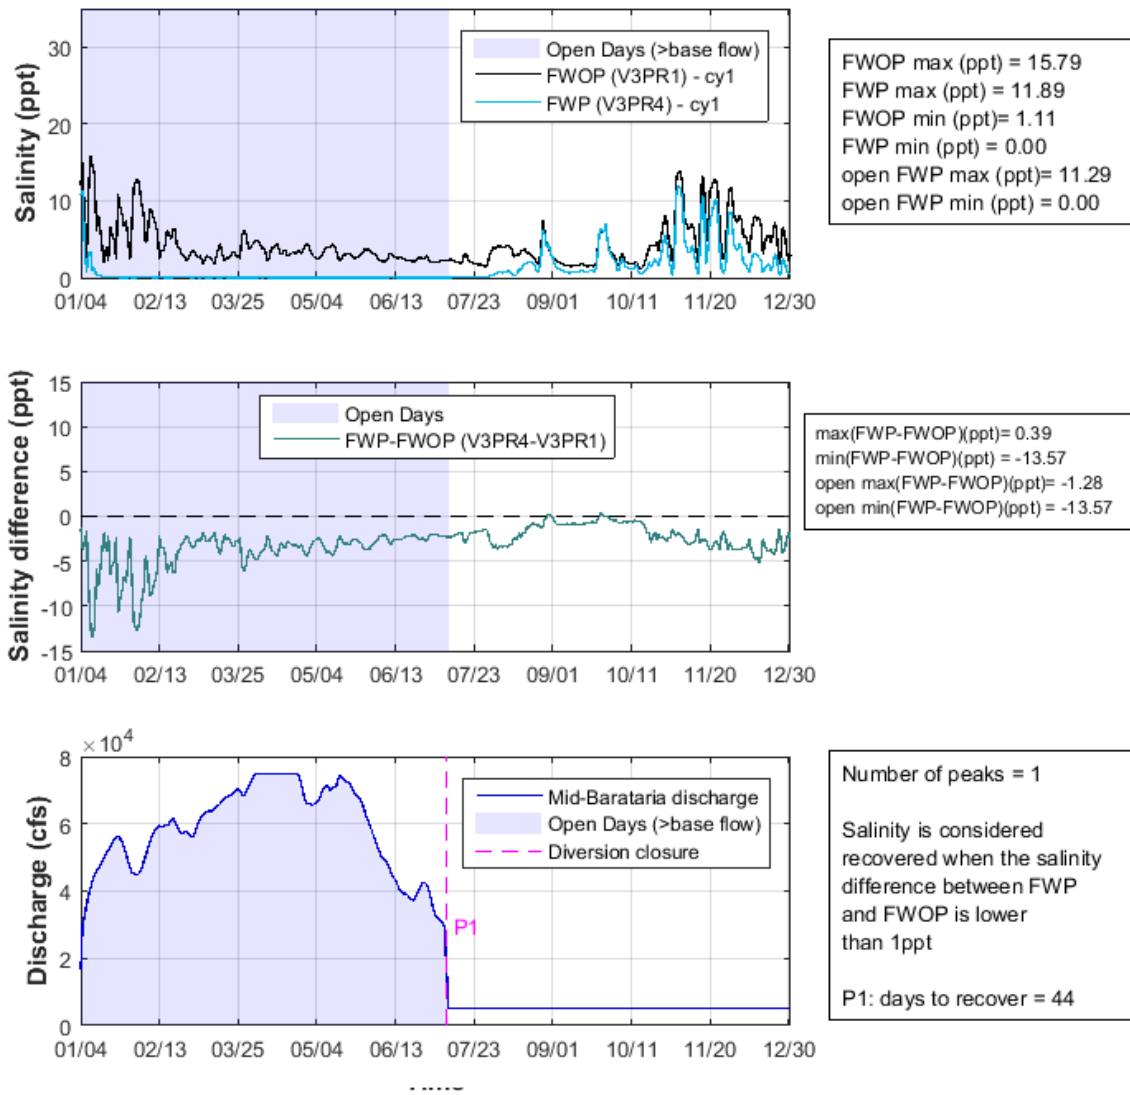 Salinity (ppt)
30
20
10
0
Open Days (>base flow)
FWOP (V3PR1) - cy1
FWP (V3PR4) - cy1
01/04 02/13 03/25 05/04 06/13 07/23 09/01 10/11 11/20 12/30
FWOP max (ppt) = 15.79
FWP max (ppt) = 11.89
FWOP min (ppt)= 1.11
FWP min (ppt) = 0.00
open FWP max (ppt)= 11.29
open FWP min (ppt) = 0.00
Salinity difference (ppt)
15
10
5
0
-5
-10
-15
Open Days
FWP-FWOP (V3PR4-V3PR1)
01/04 02/13 03/25 05/04 06/13 07/23 09/01 10/11 11/20 12/30
max(FWP-FWOP)(ppt)= 0.39
min(FWP-FWOP)(ppt) = -13.57
open max(FWP-FWOP)(ppt)= -1.28
open min(FWP-FWOP)(ppt) = -13.57
Discharge (cfs)
×10⁴
8
6
4
2
0
Mid-Barataria discharge
Open Days (>base flow)
Diversion closure
P1
01/04 02/13 03/25 05/04 06/13 07/23 09/01 10/11 11/20 12/30
Number of peaks = 1
Salinity is considered
recovered when the salinity
difference between FWP
and FWOP is lower
than 1ppt
P1: days to recover = 44